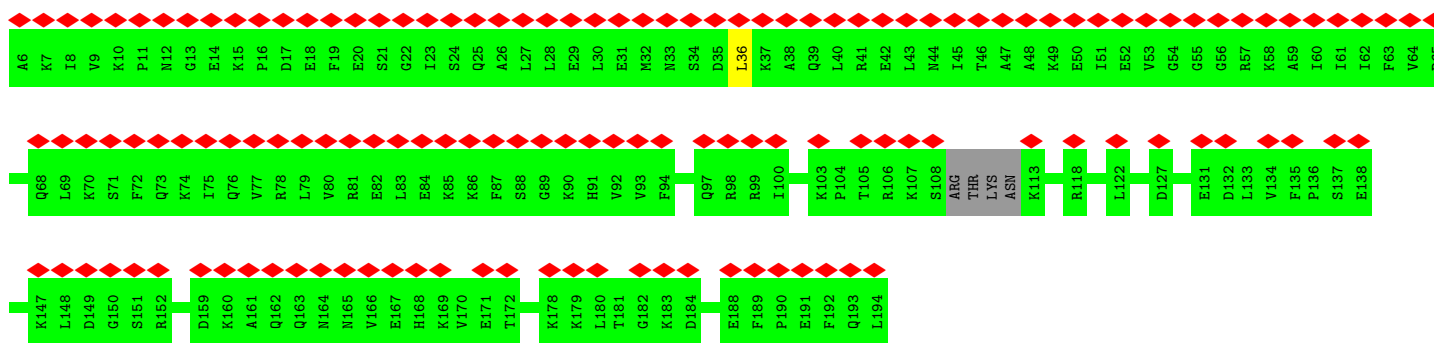 A6 K7 I8 V9 K10 P11 N12 G13 E14 K15 P16 D17 E18 F19 E20 S21 G22 I23 S24 Q25 A26 L27 L28 E29 L30 E31 M32 N33 S34 D35 L36 K37 A38 Q39 L40 R41 E42 L43 N44 I45 T46 A47 A48 K49 E50 I51 E52 V53 G54 G55 G56 R57 K58 A59 I60 I61 I62 F63 V64
Q68 L69 K70 S71 F72 Q73 K74 I75 Q76 V77 R78 L79 V80 R81 E82 L83 E84 K85 K86 F87 S88 G89 K90 H91 V92 V93 F94 Q97 R98 R99 I100 K103 P104 T105 R106 K107 S108 ARG THR LYS ASN K113 R118 L122 D127 E131 D132 L133 V134 F135 P136 S137 E138
K147 L148 D149 G150 S151 R152 D159 K160 A161 Q162 Q163 N164 N165 V166 E167 H168 K169 V170 E171 T172 K178 K179 L180 T181 G182 K183 D184 E188 F189 P190 E191 F192 Q193 L194